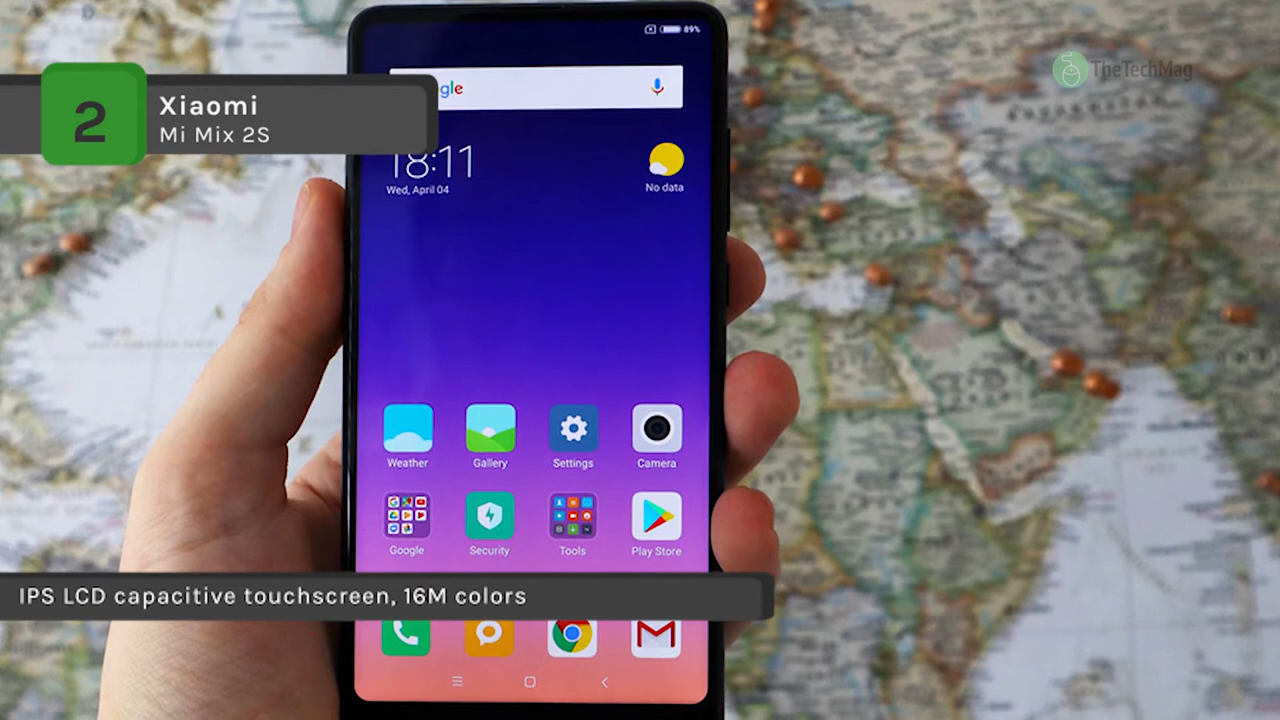 89%
TheTechMag
2
Xiaomi
Mi Mix 2S
gle
18:11
Wed, April 04
No data
Weather
Gallery
Settings
Camera
Google
Security
Tools
Play Store
IPS LCD capacitive touchscreen, 16M colors